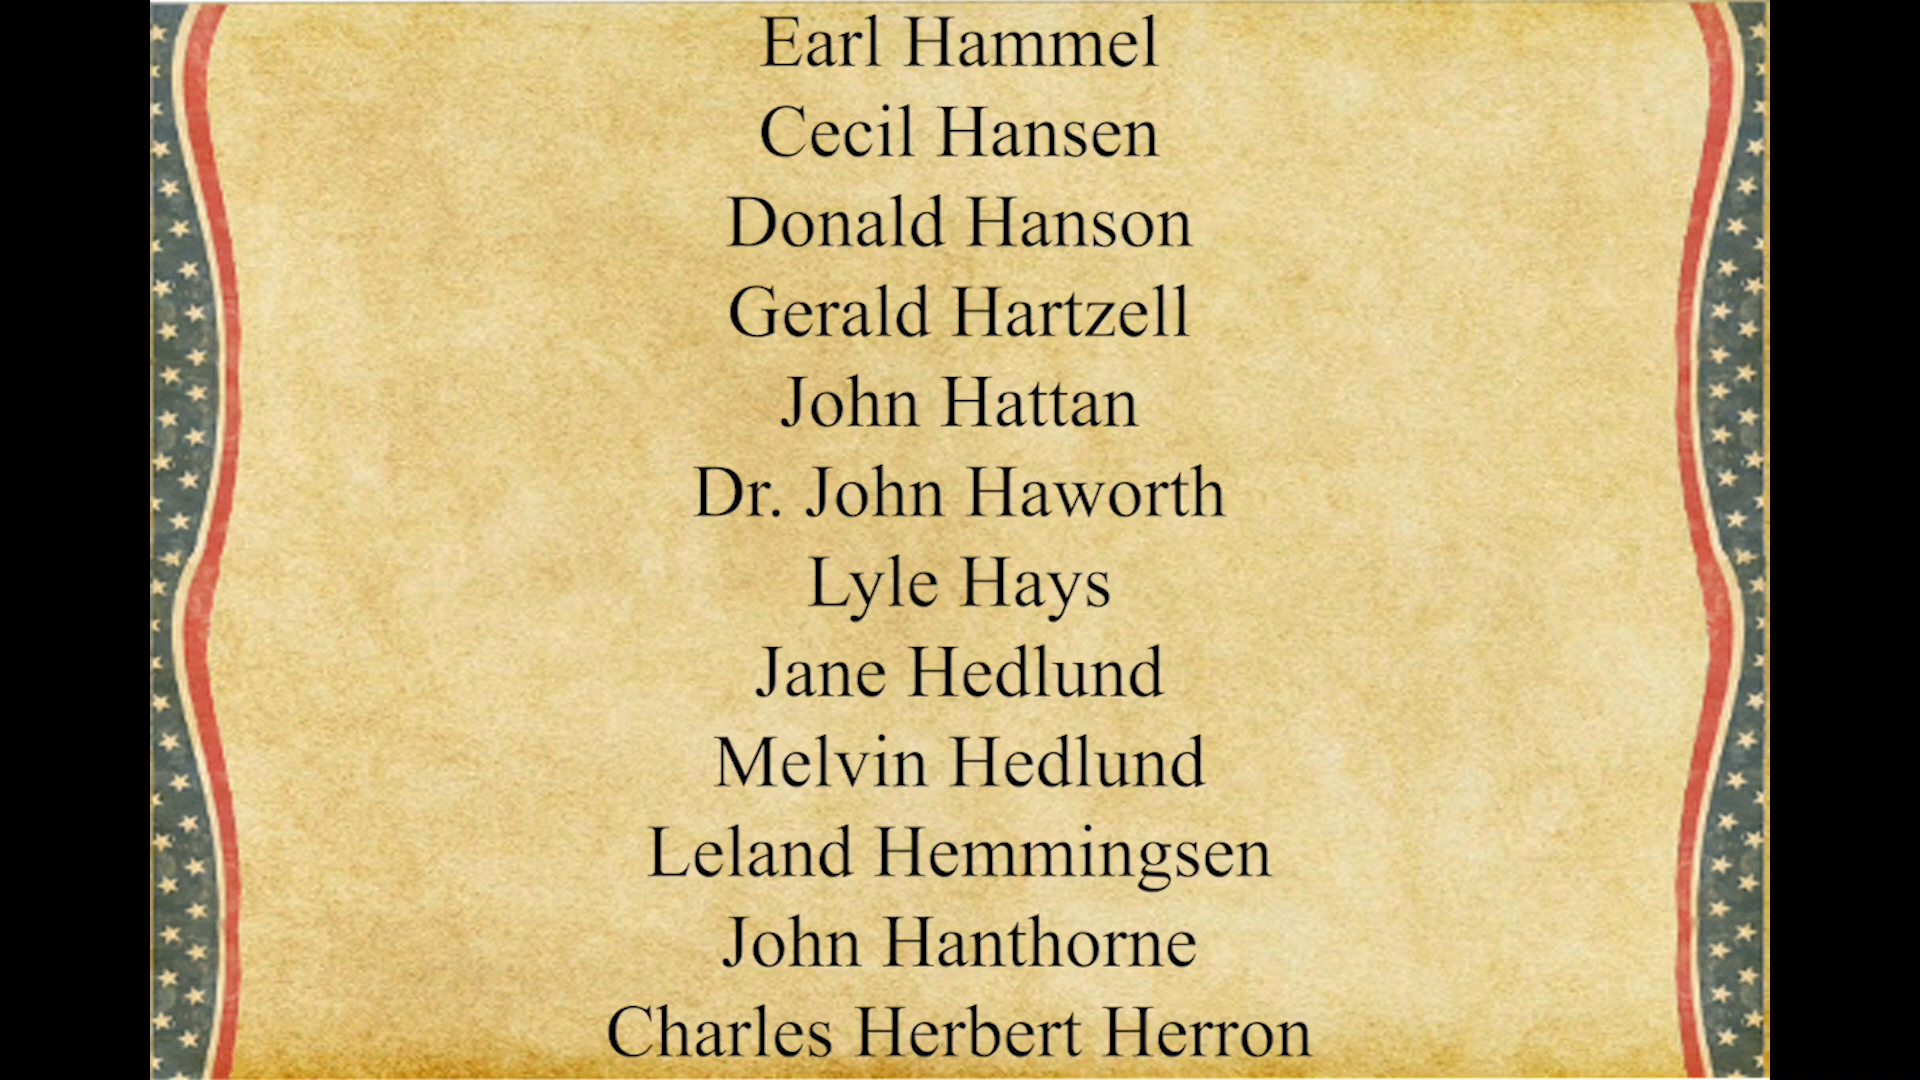 Earl Hammel
Cecil Hansen
Donald Hanson
Gerald Hartzell
John Hattan
Dr. John Haworth
Lyle Hays
Jane Hedlund
Melvin Hedlund
Leland Hemmingsen
John Hanthorne
Charles Herbert Herron